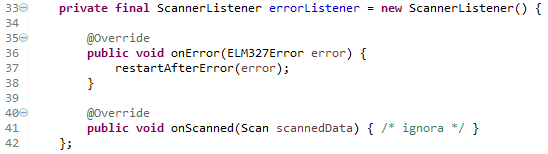 33 private final ScannerListener errorListener = new ScannerListener() {
34
35 @Override
36 public void onError(ELM327Error error) {
37 restartAfterError(error);
38 }
39
40 @Override
41 public void onScanned(Scan scannedData) { /* ignora */ }
42 };